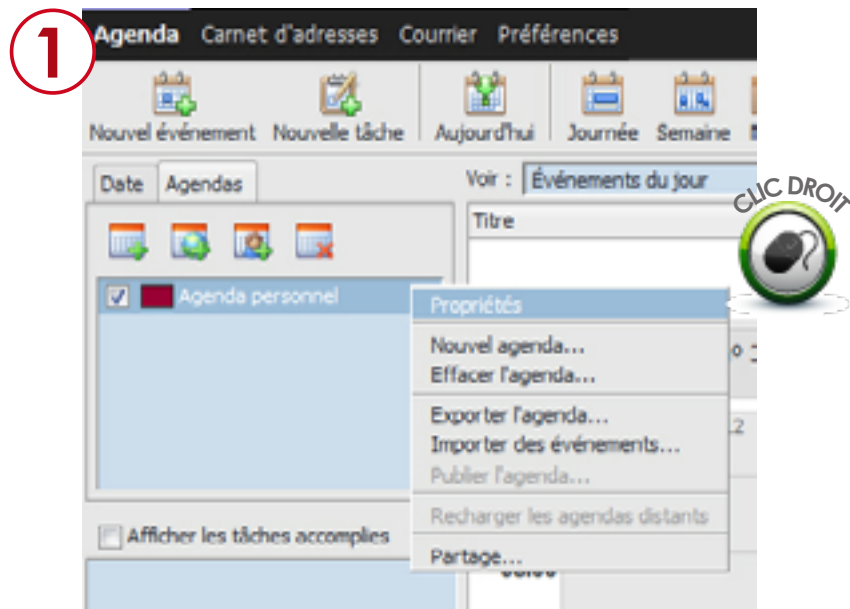 1
Agenda Carnet d'adresses Courrier Préférences
Nouvel événement Nouvelle tâche Aujourd'hui Journée Semaine
Date Agendas
Voir : Événements du jour
CLIC DROIT
Titre
Agenda personnel
Propriétés
Nouvel agenda...
Effacer l'agenda...
Exporter l'agenda...
Importer des événements...
Publier l'agenda...
Recharger les agendas distants
Partage...
Afficher les tâches accomplies